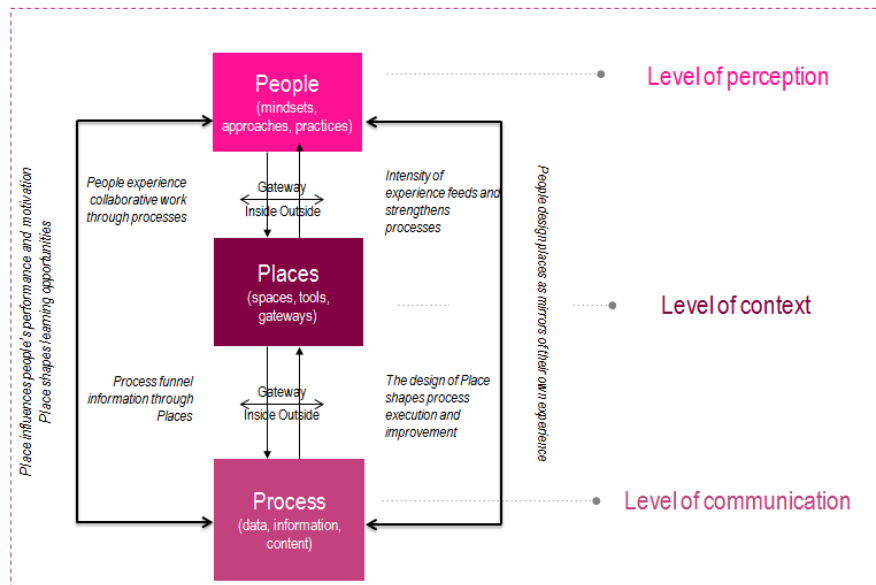 People
(mindsets,
approaches, practices)
Level of perception
People experience
collaborative work
through processes
Gateway
Inside Outside
Intensity of
experience feeds and
strengthens
processes
Place influences people's performance and motivation
Place shapes learning opportunities
People design places as mirrors of their own experience
Places
(spaces, tools,
gateways)
Level of context
Process funnel
information through
Places
Gateway
Inside Outside
The design of Place
shapes process
execution and
improvement
Process
(data, information,
content)
Level of communication